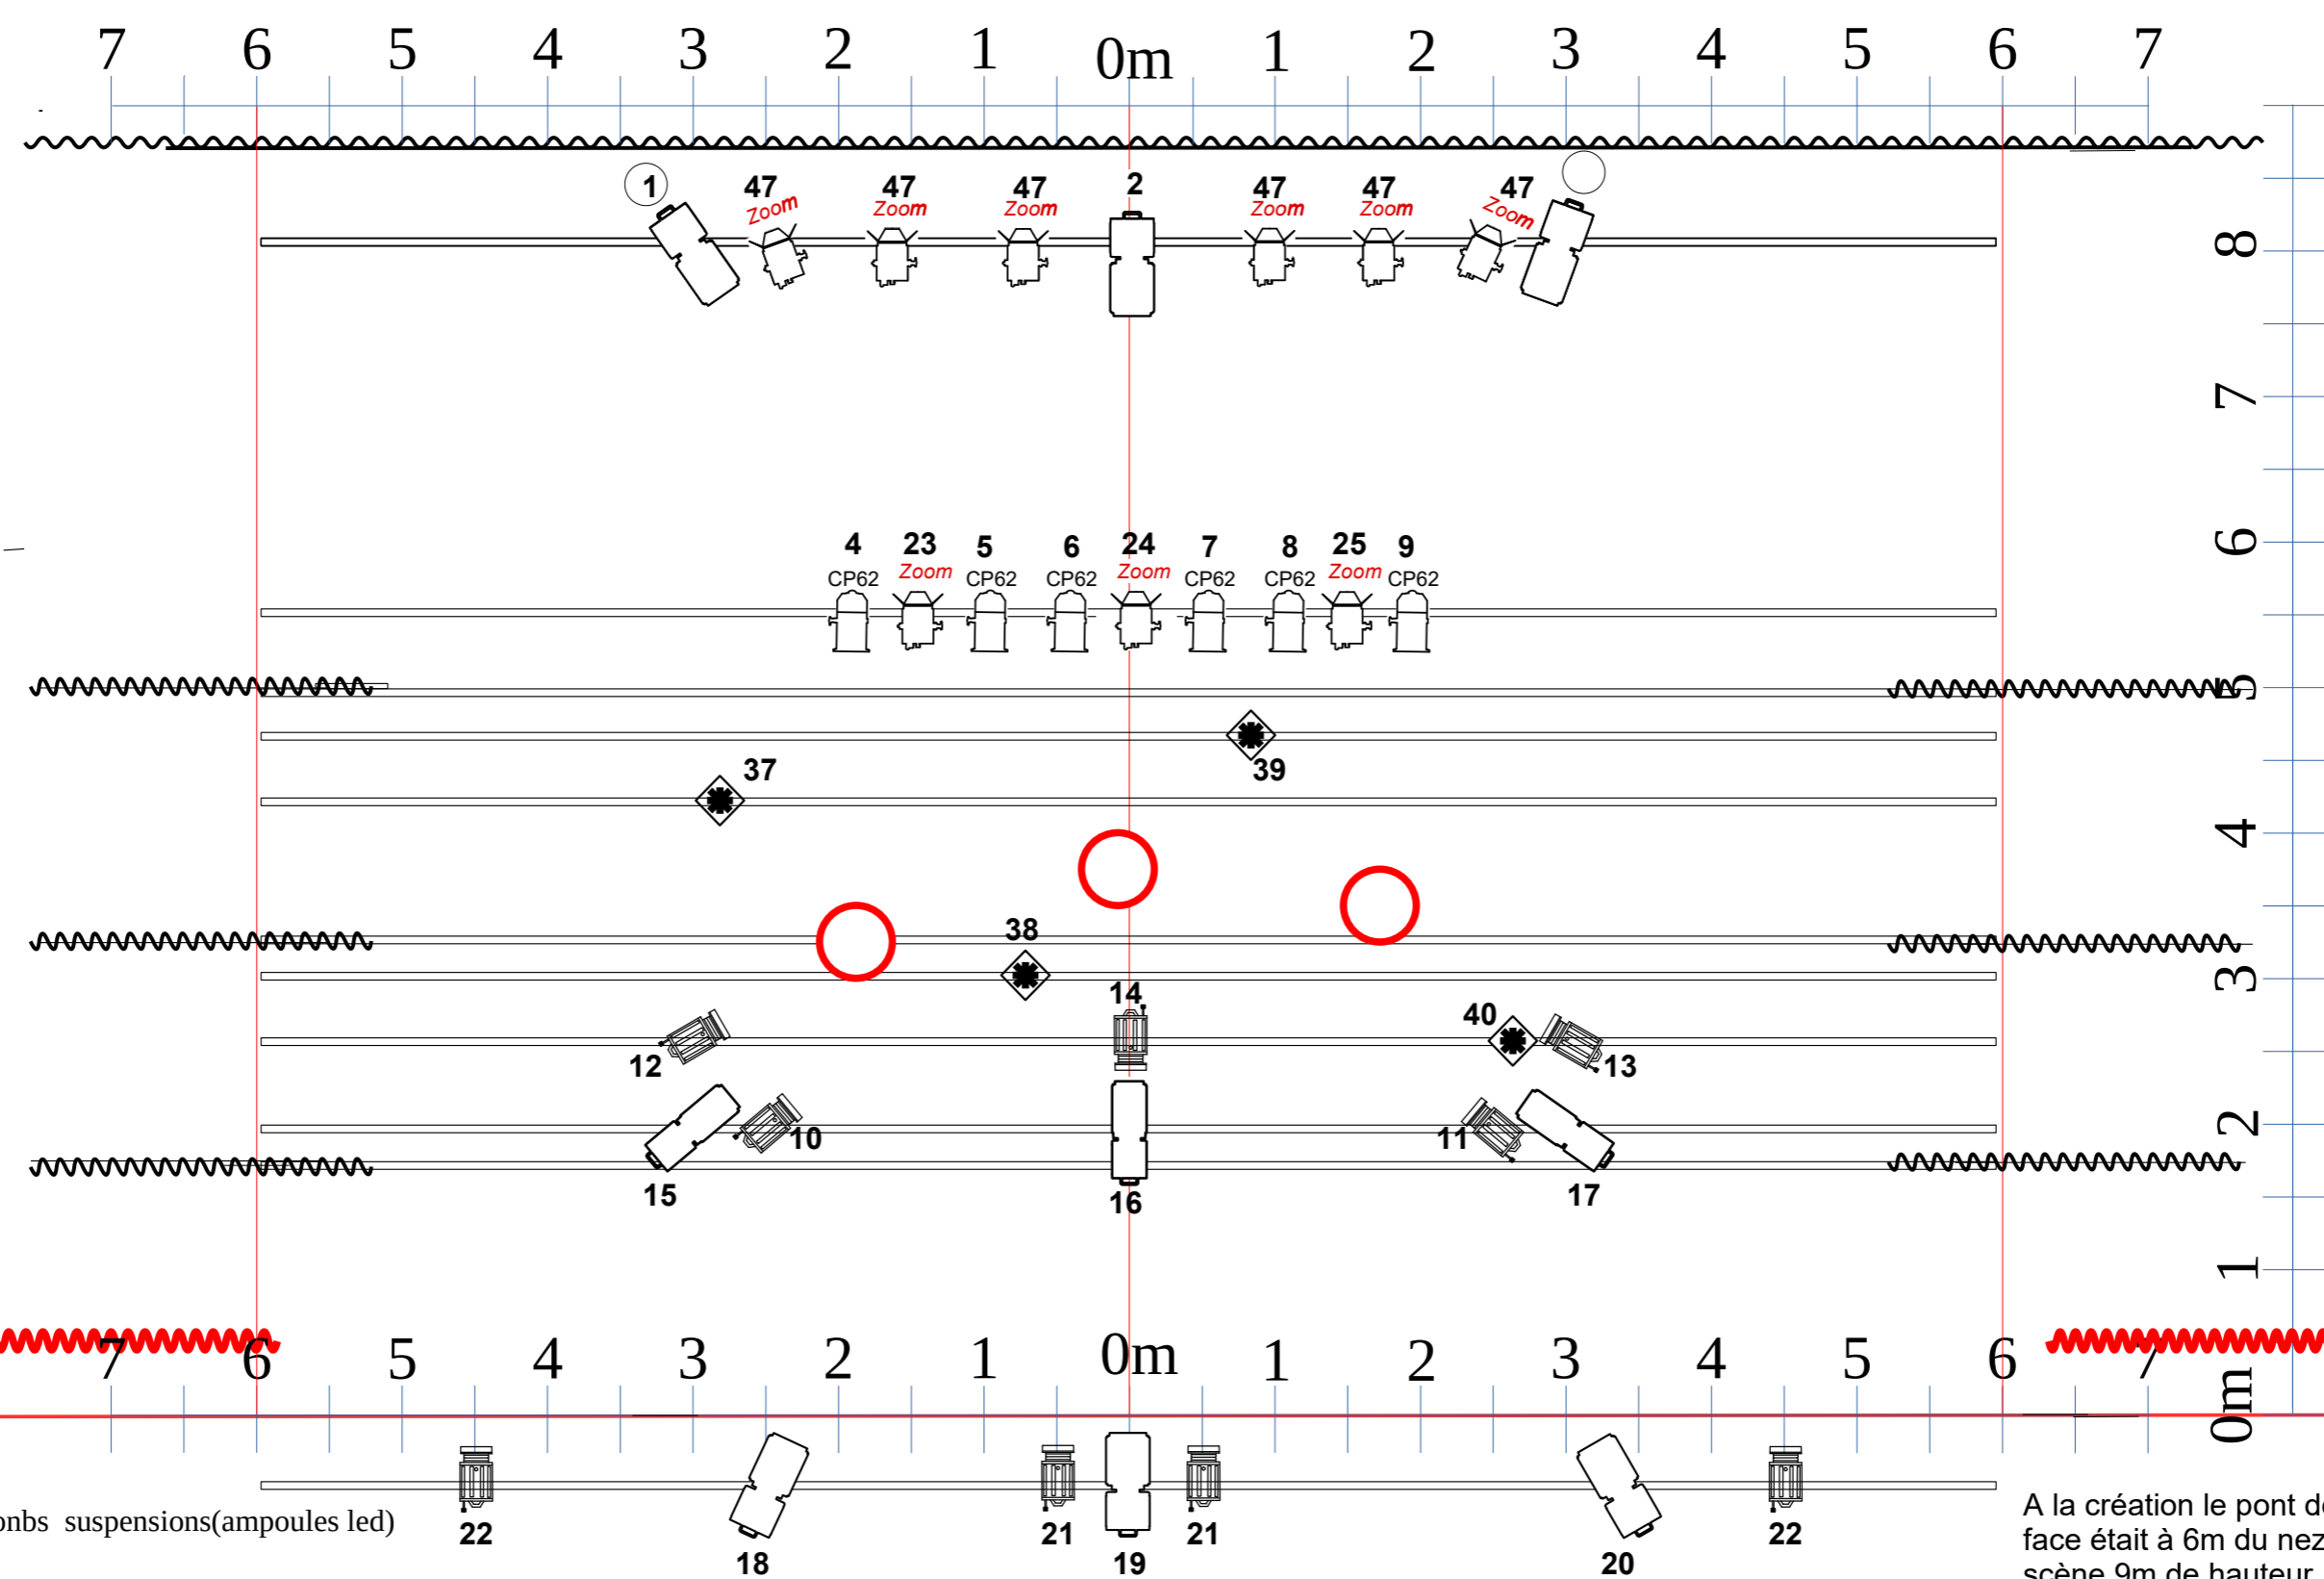 7 6 5 4 3 2 1 0m 1 2 3 4 5 6 7
1 47 47 47 2 47 47 47
Zoom Zoom Zoom Zoom Zoom Zoom
8
7
6
4 23 5 6 24 7 8 25 9
CP62 Zoom CP62 CP62 Zoom CP62 CP62 Zoom CP62
5
37 39
4
38
3
14
40
12 13
10 11
2
15 16 17
1
7 6 5 4 3 2 1 0m 1 2 3 4 5 6 7
0m
22 21 21 22
18 19 20
onbs suspensions(ampoules led)
A la création le pont de
face était à 6m du nez
scène 9m de hauteur